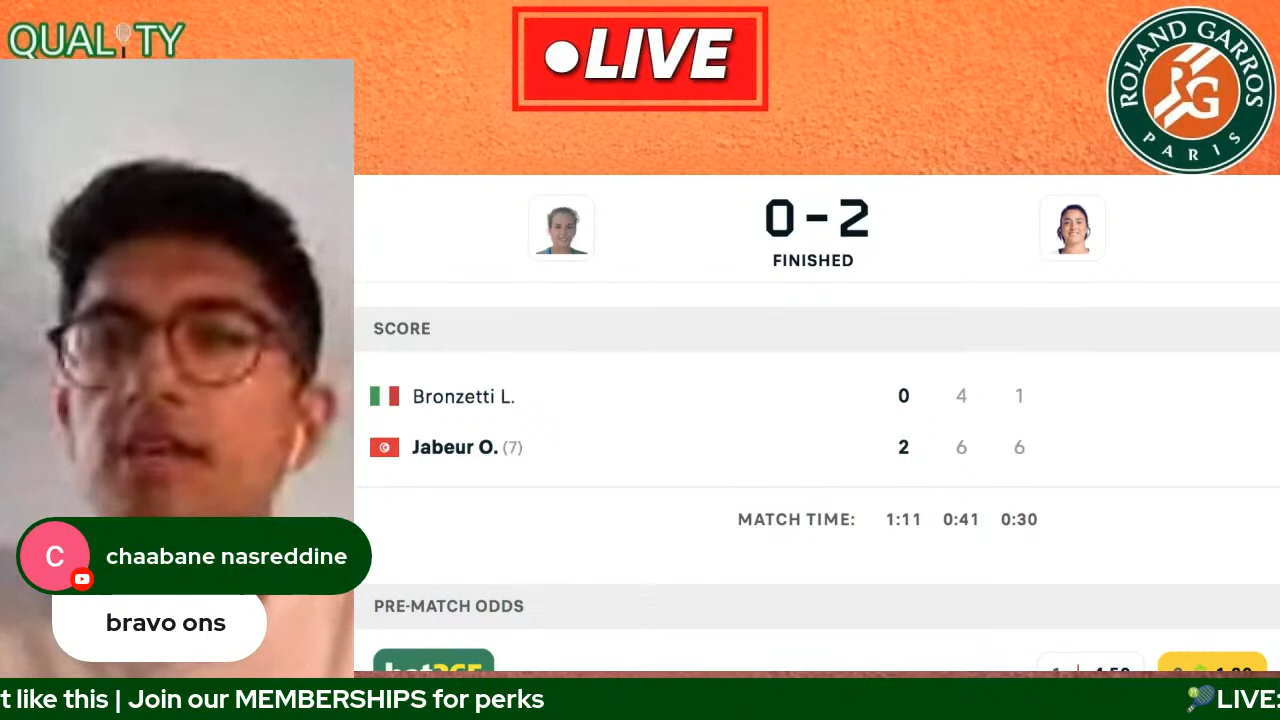 QUALITY
LIVE
ROLAND GARROS
RG
PARIS
0 - 2
FINISHED
SCORE
Bronzetti L. 0 4 1
Jabeur O. (7) 2 6 6
MATCH TIME: 1:11 0:41 0:30
C chaabane nasreddine
bravo ons
PRE-MATCH ODDS
bet365
t like this | Join our MEMBERSHIPS for perks LIVE: